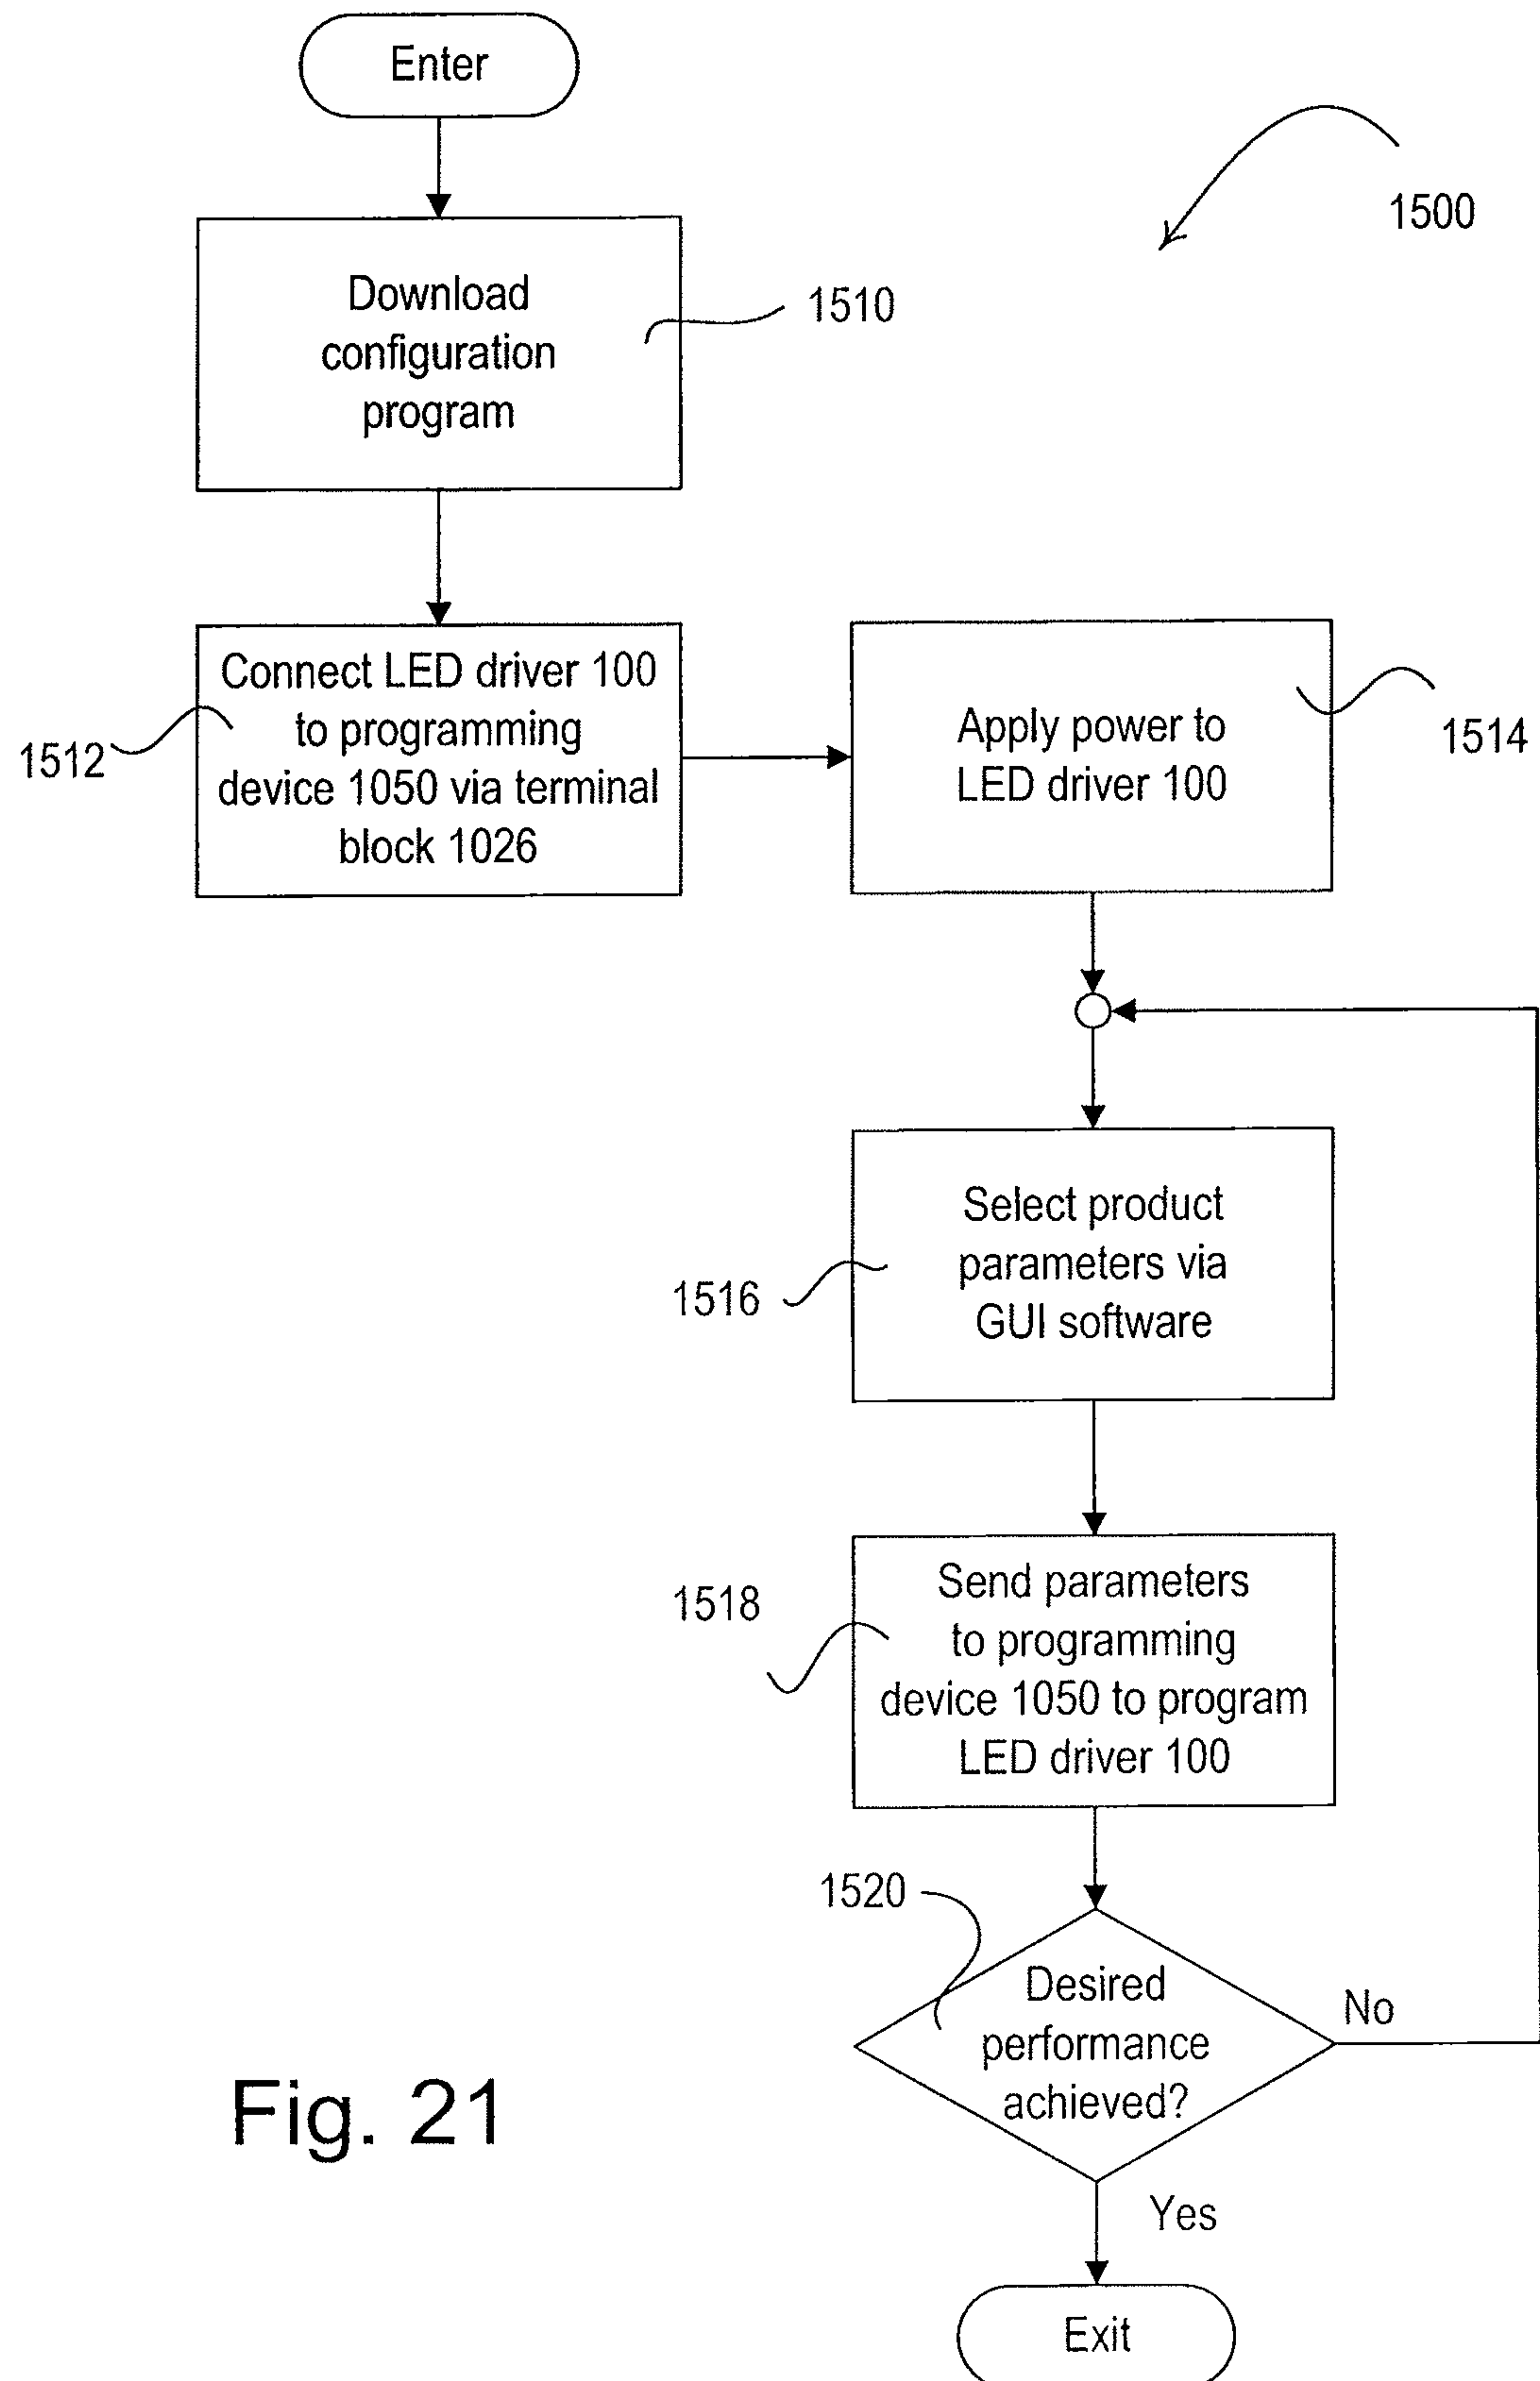 Enter
1500
Download
configuration
program
1510
Connect LED driver 100
to programming
device 1050 via terminal
block 1026
1512
Apply power to
LED driver 100
1514
Select product
parameters via
GUI software
1516
Send parameters
to programming
device 1050 to program
LED driver 100
1518
1520
Desired
performance
achieved?
No
Yes
Exit
Fig. 21